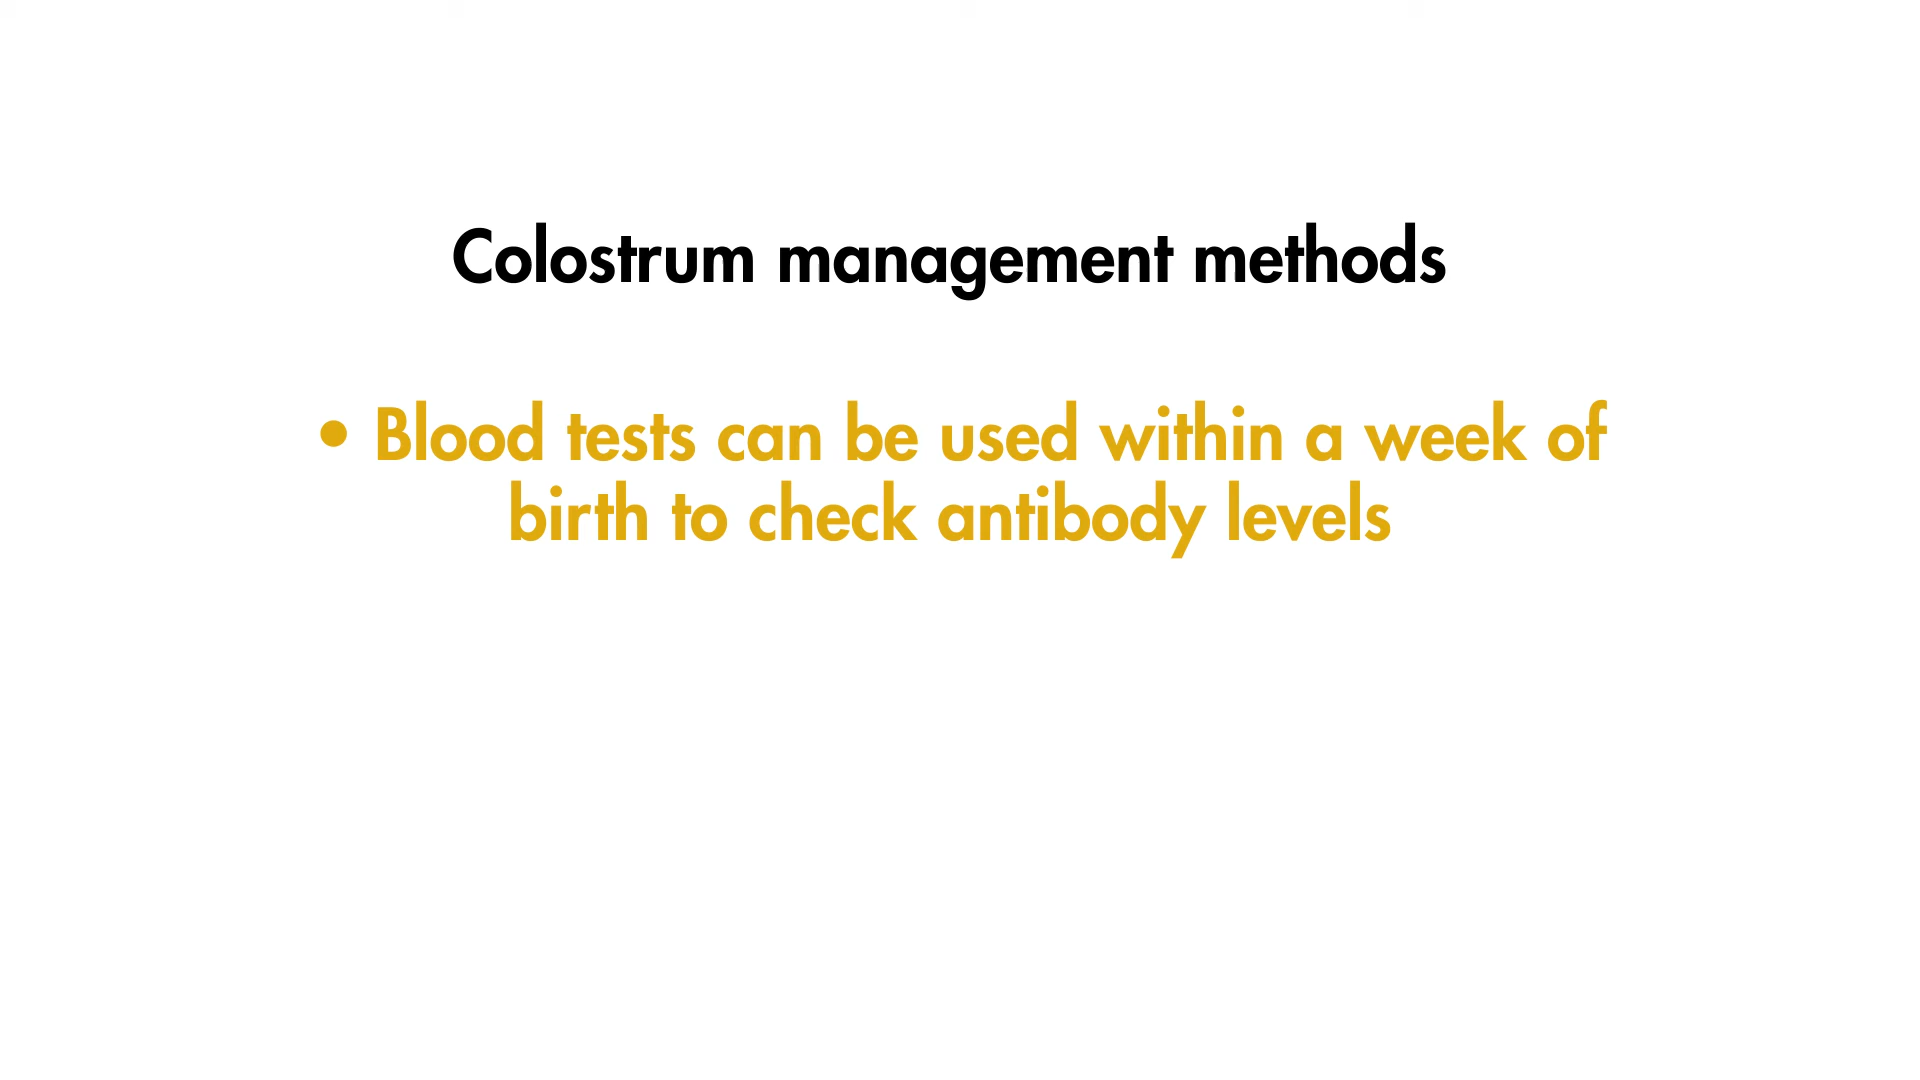 Colostrum management methods
• Blood tests can be used within a week of
birth to check antibody levels